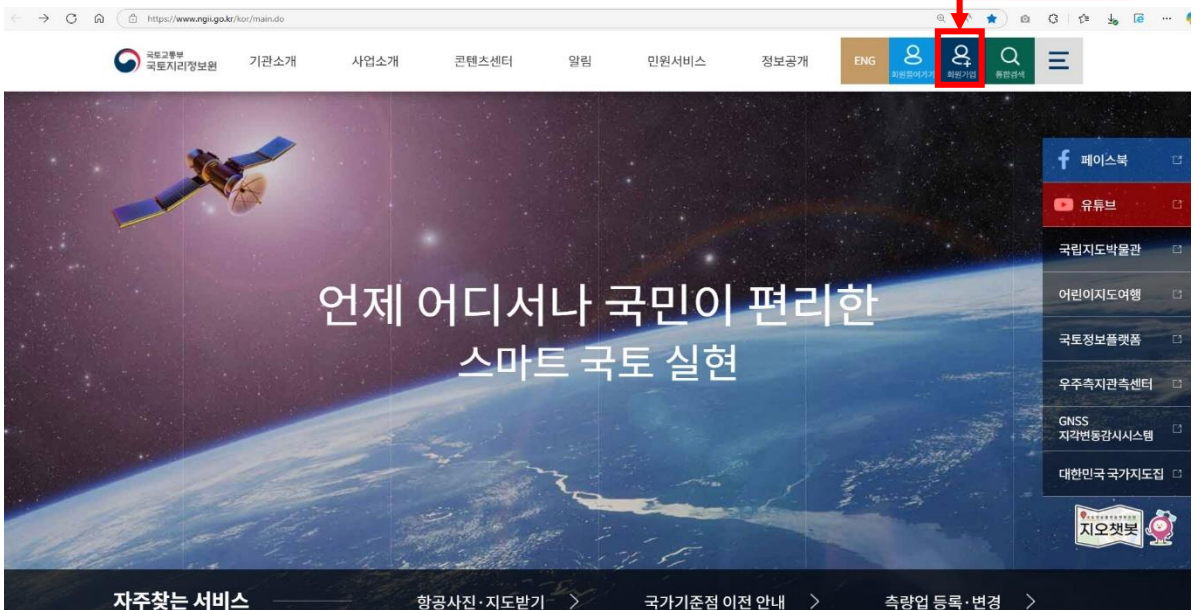 https://www.ngii.go.kr/kor/main.do
국토교통부
국토지리정보원
기관소개
사업소개
콘텐츠센터
알림
민원서비스
정보공개
ENG
회원들어가기
회원가입
통합검색
페이스북
유튜브
국립지도박물관
어린이지도여행
국토정보플랫폼
우주측지관측센터
GNSS
지각변동감시시스템
대한민국 국가지도집
언제 어디서나 국민이 편리한
스마트 국토 실현
지오챗봇
자주찾는 서비스
항공사진·지도받기
국가기준점 이전 안내
측량업 등록·변경